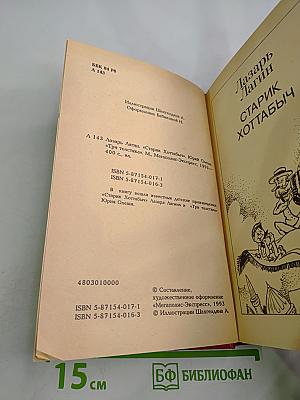 ББК 84 Р6
А 143
Иллюстрации Шахгелдяна А.
Оформление
А 143 Лазарь Лагин. «Старик Хоттабыч». Юрий Олеша.
«Три толстяка». М., Мегаполис-Экспресс, 1993.—
400 с., ил.
ISBN 5-87154-017-1
ISBN 5-87154-016-3
В книгу вошли известные детские произведения
«Старик Хоттабыч» Лазаря Лагина и «Три толстяка»
Юрия Олеши.
4803010000
© Составление,
художественное оформление
«Мегаполис-Экспресс», 1993
© Иллюстрации Шахгелдяна А.
ISBN 5-87154-017-1
ISBN 5-87154-016-3
Лазарь
Лагин
СТАРИК
ХОТТАБЫЧ
15 см
БФ БИБЛИОФАН